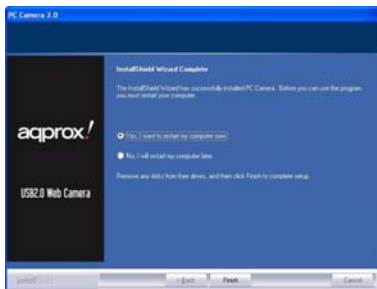 PC Camera 2.0
InstallShield Wizard Complete
The InstallShield Wizard has successfully installed PC Camera. Before you can use the program, you must restart your computer.
Yes, I want to restart my computer now.
No, I will restart my computer later.
Remove any disks from their drives, and then click Finish to complete setup.
aqprox!
USB2.0 Web Camera
InstallShield
< Back
Finish
Cancel